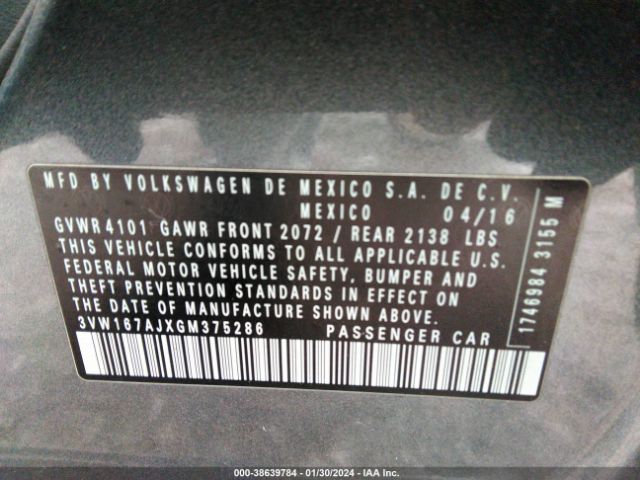 MFD BY VOLKSWAGEN DE MEXICO S.A. DE C.V.
MEXICO 04/16
GVWR 4101 GAWR FRONT 2072 / REAR 2138 LBS
THIS VEHICLE CONFORMS TO ALL APPLICABLE U.S.
FEDERAL MOTOR VEHICLE SAFETY, BUMPER AND
THEFT PREVENTION STANDARDS IN EFFECT ON
THE DATE OF MANUFACTURE SHOWN ABOVE.
3VW167AJXGM375286 PASSENGER CAR
1746984 3155 M
000-38639784 - 01/30/2024 - IAA Inc.